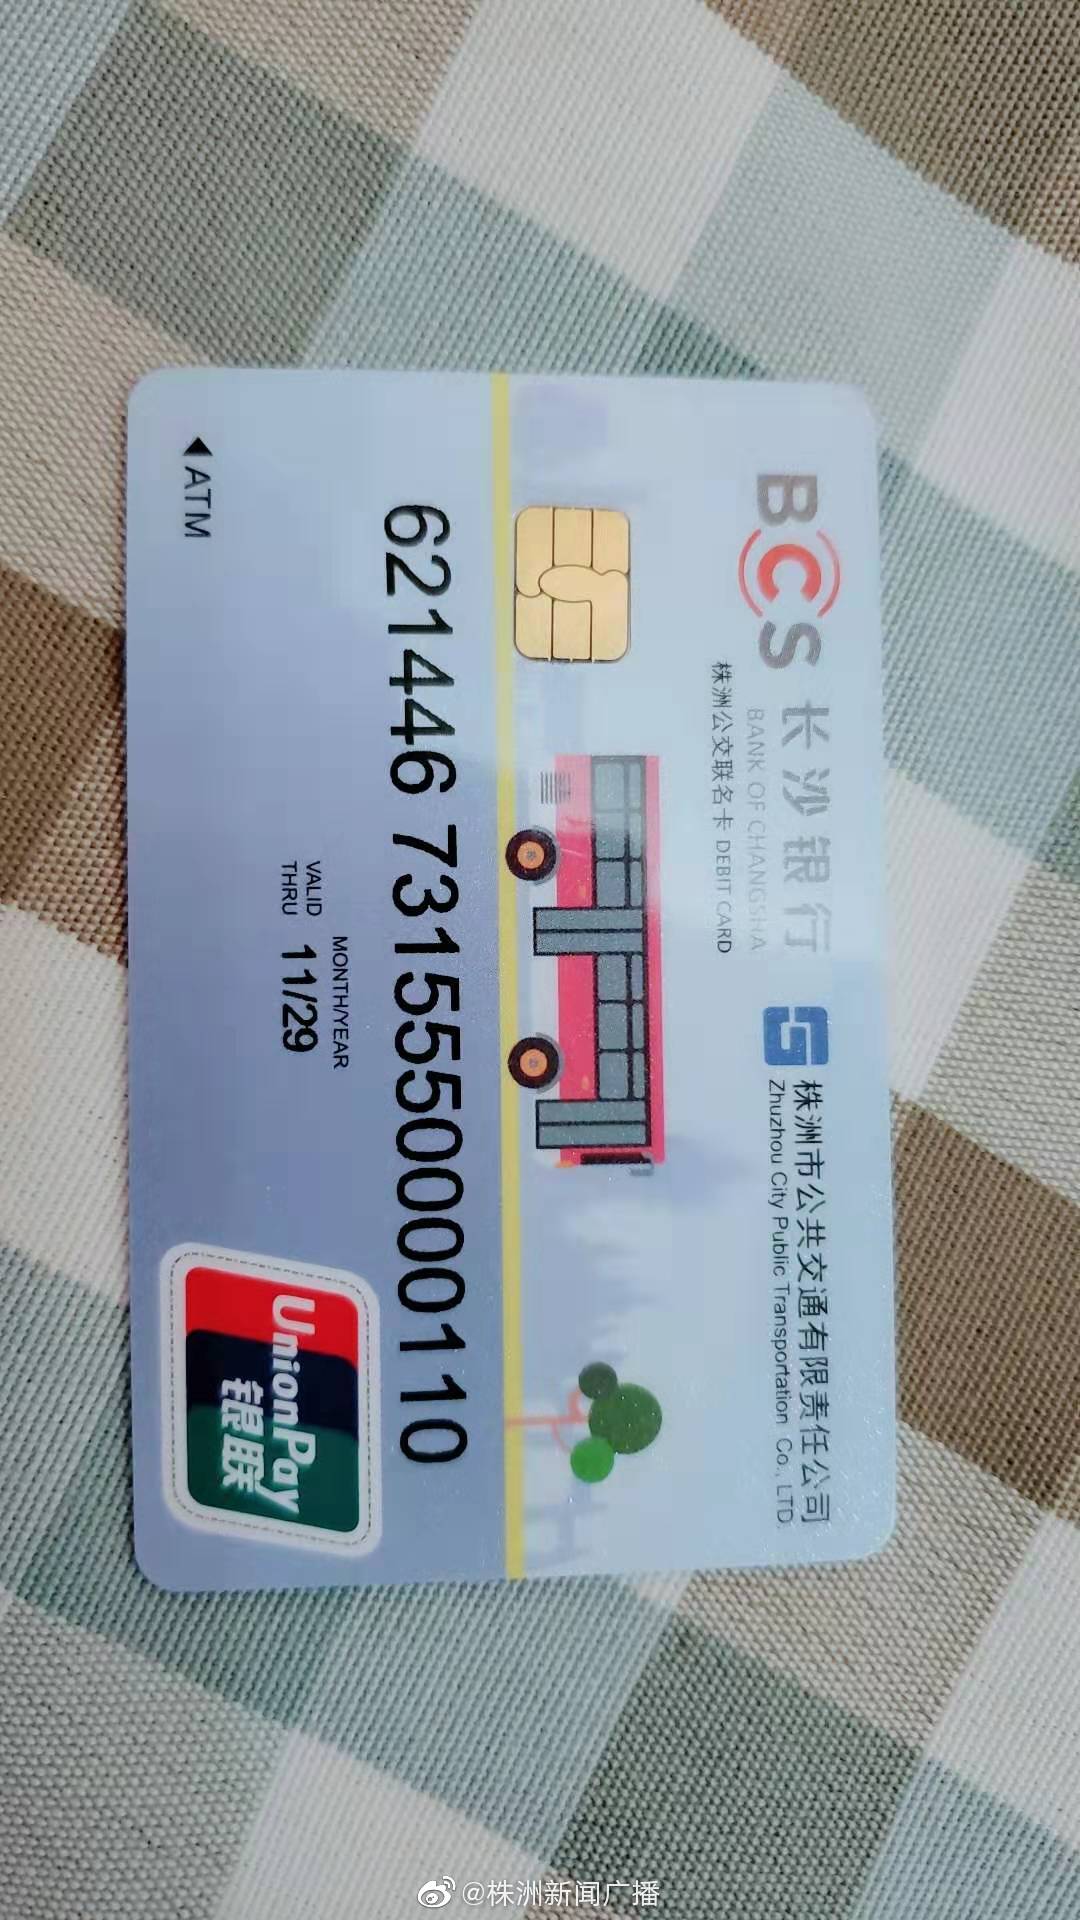 BCS 长沙银行
BANK OF CHANGSHA
株洲公交联名卡 DEBIT CARD
株洲市公共交通有限责任公司
Zhuzhou City Public Transportation Co., LTD.
621446 7315550000110
MONTH/YEAR
VALID THRU 11/29
ATM
UnionPay
银联
@株洲新闻广播